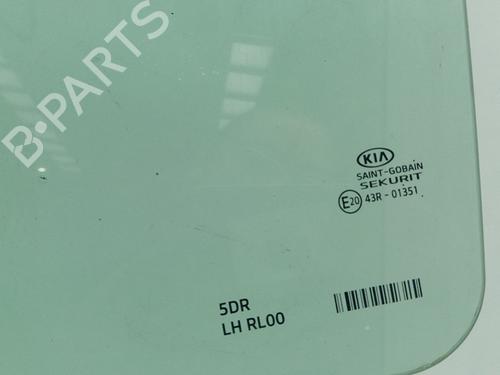 B-PARTS
KIA
SAINT-GOBAIN
SEKURIT
E20 43R - 01351
5DR
LH RL00